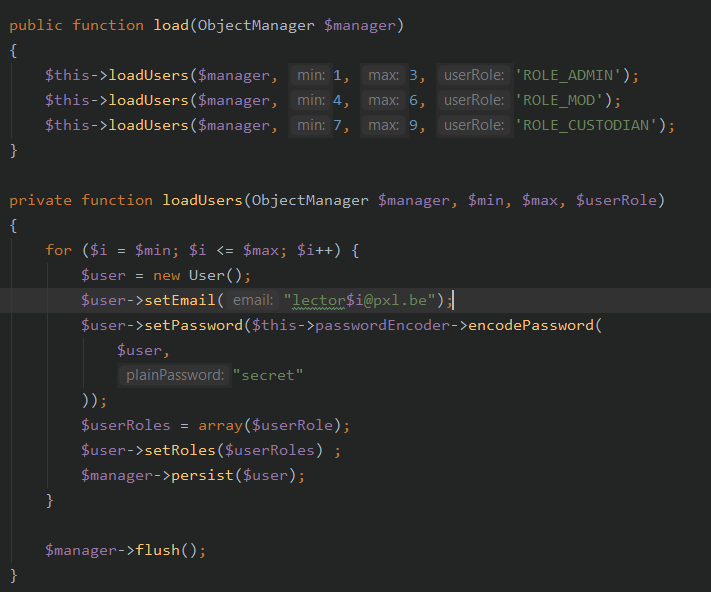 public function load(ObjectManager $manager)
{
$this->loadUsers($manager, min: 1, max: 3, userRole: 'ROLE_ADMIN');
$this->loadUsers($manager, min: 4, max: 6, userRole: 'ROLE_MOD');
$this->loadUsers($manager, min: 7, max: 9, userRole: 'ROLE_CUSTODIAN');
}
private function loadUsers(ObjectManager $manager, $min, $max, $userRole)
{
for ($i = $min; $i <= $max; $i++) {
$user = new User();
$user->setEmail( email: "lector$i@pxl.be");
$user->setPassword($this->passwordEncoder->encodePassword(
$user,
plainPassword: "secret"
));
$userRoles = array($userRole);
$user->setRoles($userRoles) ;
$manager->persist($user);
}
$manager->flush();
}